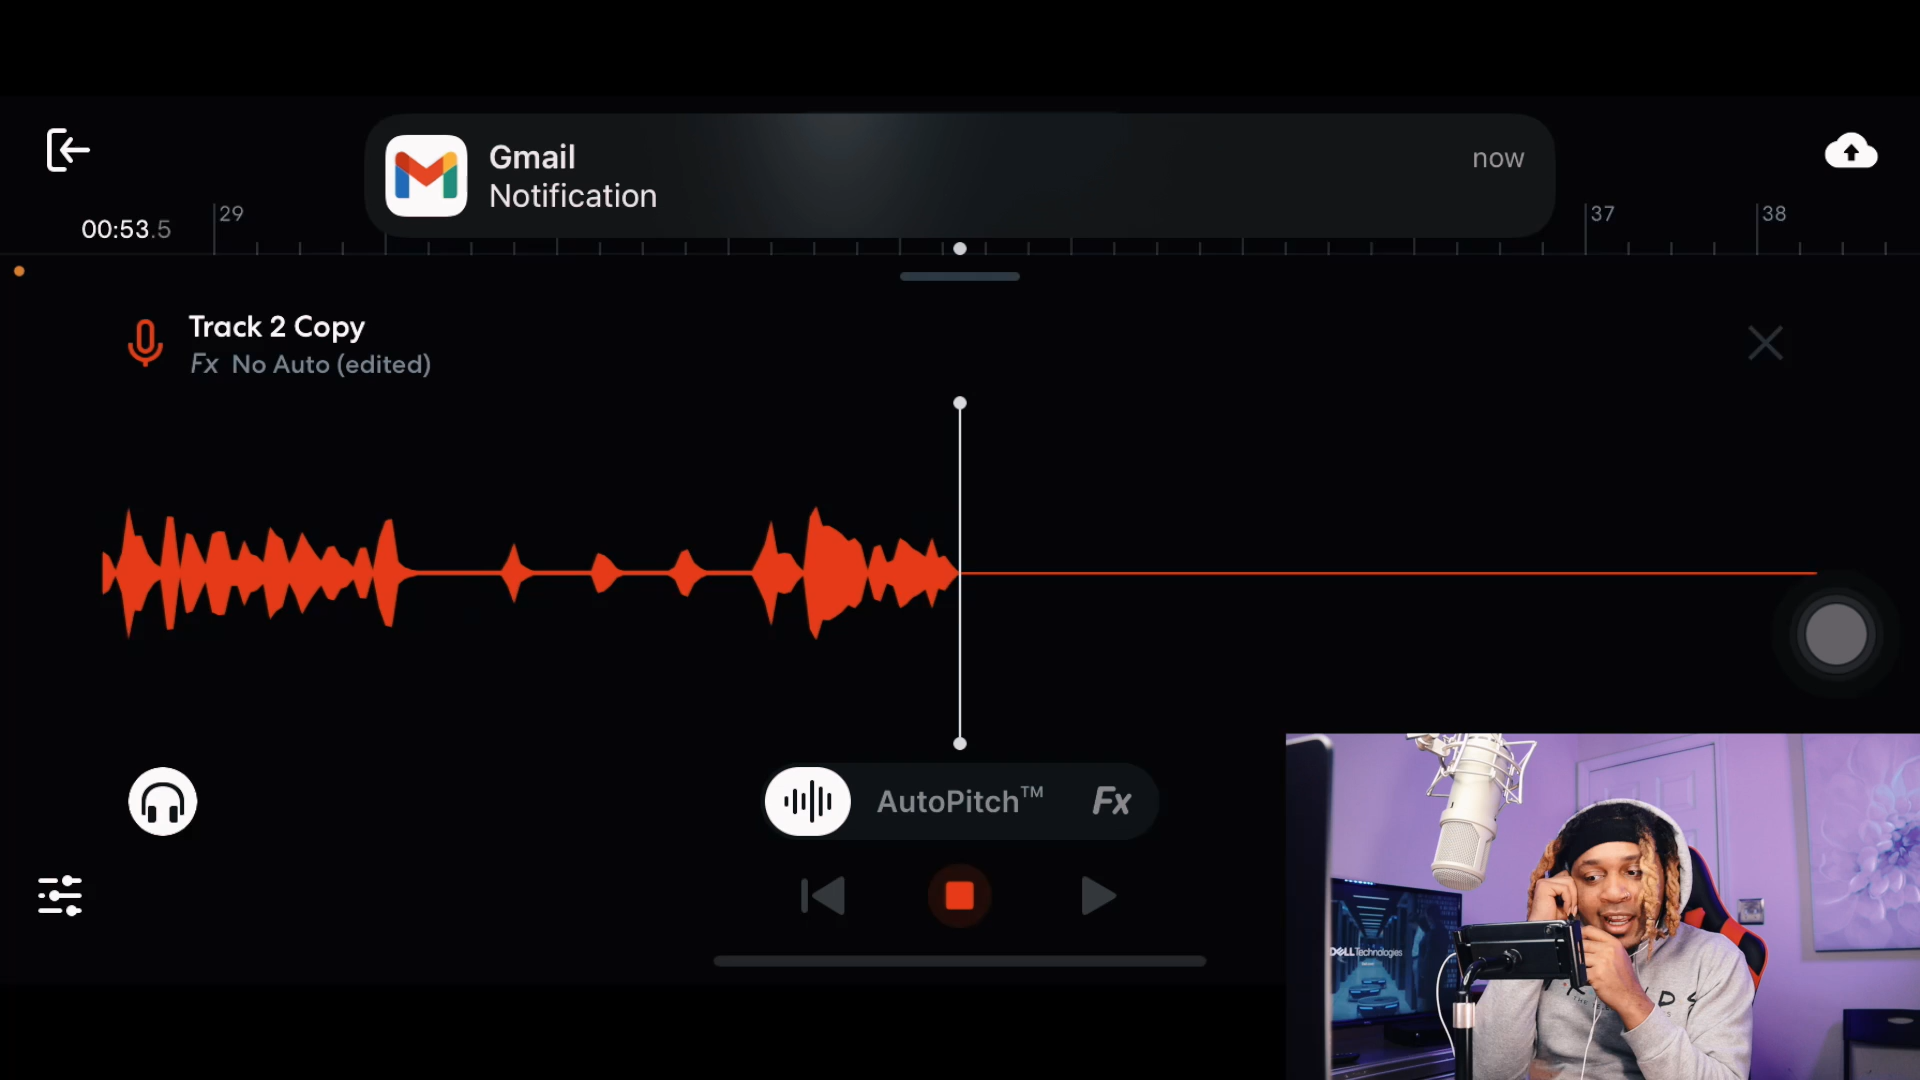 Gmail
now
Notification
00:53.5
29
37
38
Track 2 Copy
Fx No Auto (edited)
AutoPitch™
Fx
DELL Technologies